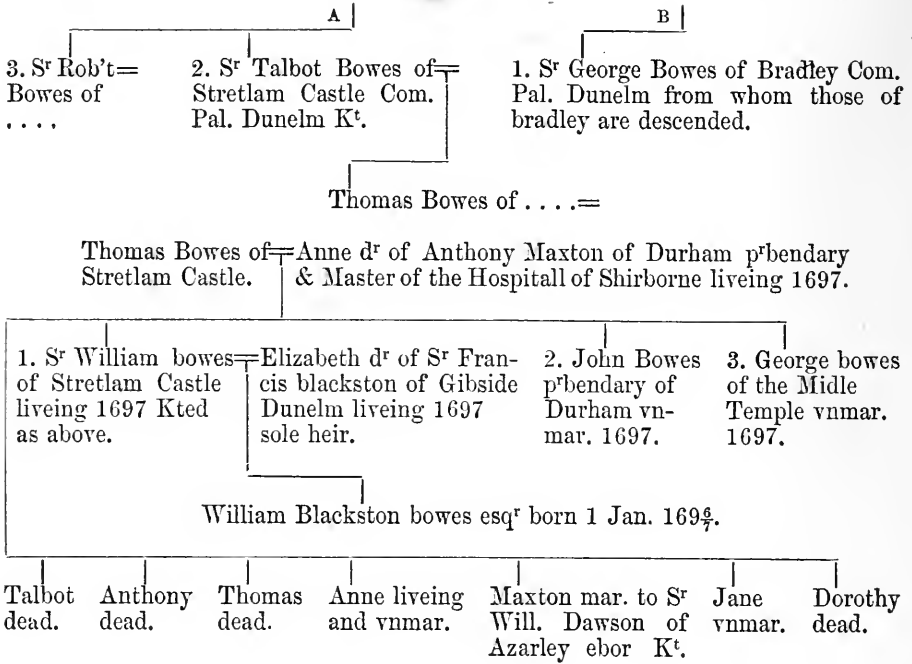 A B
3. Sʳ Rob't=
Bowes of
. . . .
2. Sʳ Talbot Bowes of=
Stretlam Castle Com.
Pal. Dunelm Kᵗ.
1. Sʳ George Bowes of Bradley Com.
Pal. Dunelm from whom those of
bradley are descended.
Thomas Bowes of . . . .=
Thomas Bowes of=
Stretlam Castle.
Anne dʳ of Anthony Maxton of Durham pʳbendary
& Master of the Hospitall of Shirborne liveing 1697.
1. Sʳ William bowes=
of Stretlam Castle
liveing 1697 Kted
as above.
Elizabeth dʳ of Sʳ Fran-
cis blackston of Gibside
Dunelm liveing 1697
sole heir.
2. John Bowes
pʳbendary of
Durham vn-
mar. 1697.
3. George bowes
of the Midle
Temple vnmar.
1697.
William Blackston bowes esqʳ born 1 Jan. 169⁶⁄₇.
Talbot
dead.
Anthony
dead.
Thomas
dead.
Anne liveing
and vnmar.
Maxton mar. to Sʳ
Will. Dawson of
Azarley ebor Kᵗ.
Jane
vnmar.
Dorothy
dead.